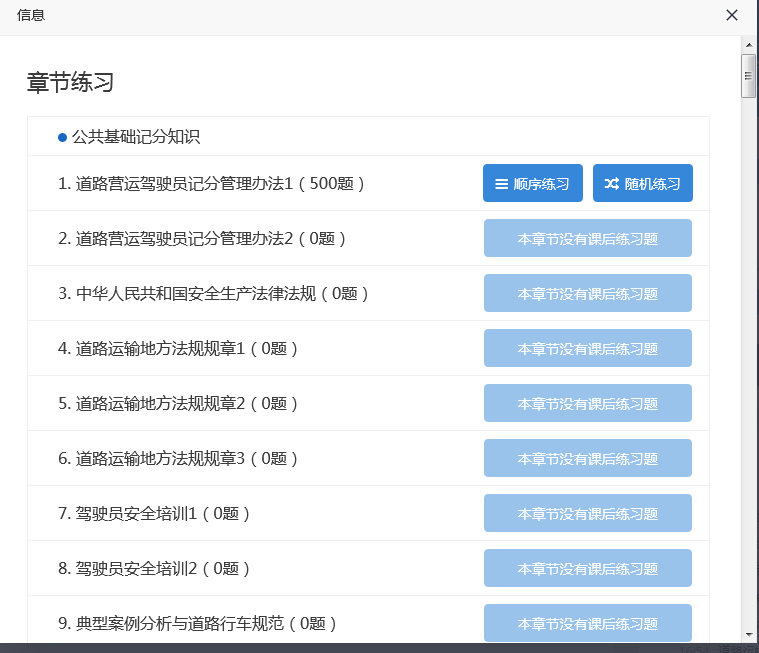 信息
章节练习
公共基础记分知识
1. 道路营运驾驶员记分管理办法1（500题） 顺序练习 随机练习
2. 道路营运驾驶员记分管理办法2（0题） 本章节没有课后练习题
3. 中华人民共和国安全生产法律法规（0题） 本章节没有课后练习题
4. 道路运输地方法规规章1（0题） 本章节没有课后练习题
5. 道路运输地方法规规章2（0题） 本章节没有课后练习题
6. 道路运输地方法规规章3（0题） 本章节没有课后练习题
7. 驾驶员安全培训1（0题） 本章节没有课后练习题
8. 驾驶员安全培训2（0题） 本章节没有课后练习题
9. 典型案例分析与道路行车规范（0题） 本章节没有课后练习题